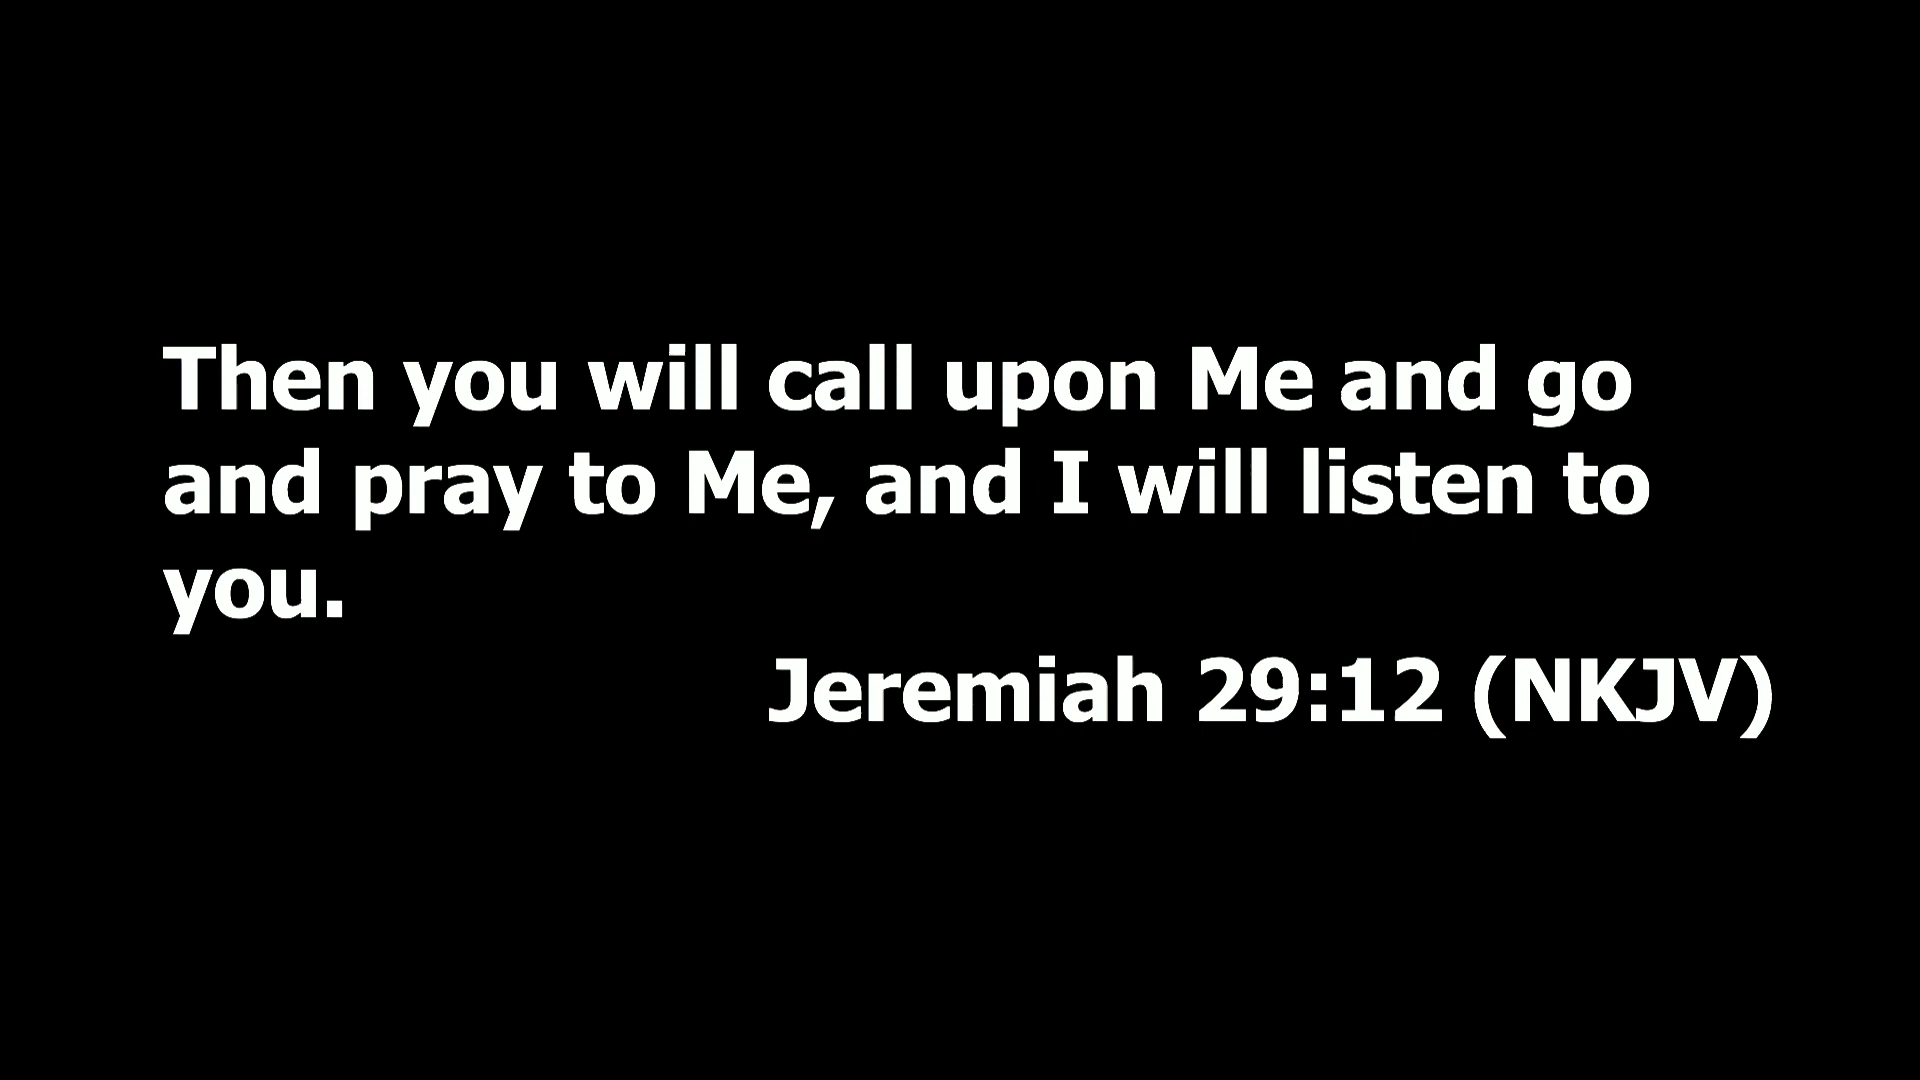 Then you will call upon Me and go
and pray to Me, and I will listen to
you.
Jeremiah 29:12 (NKJV)